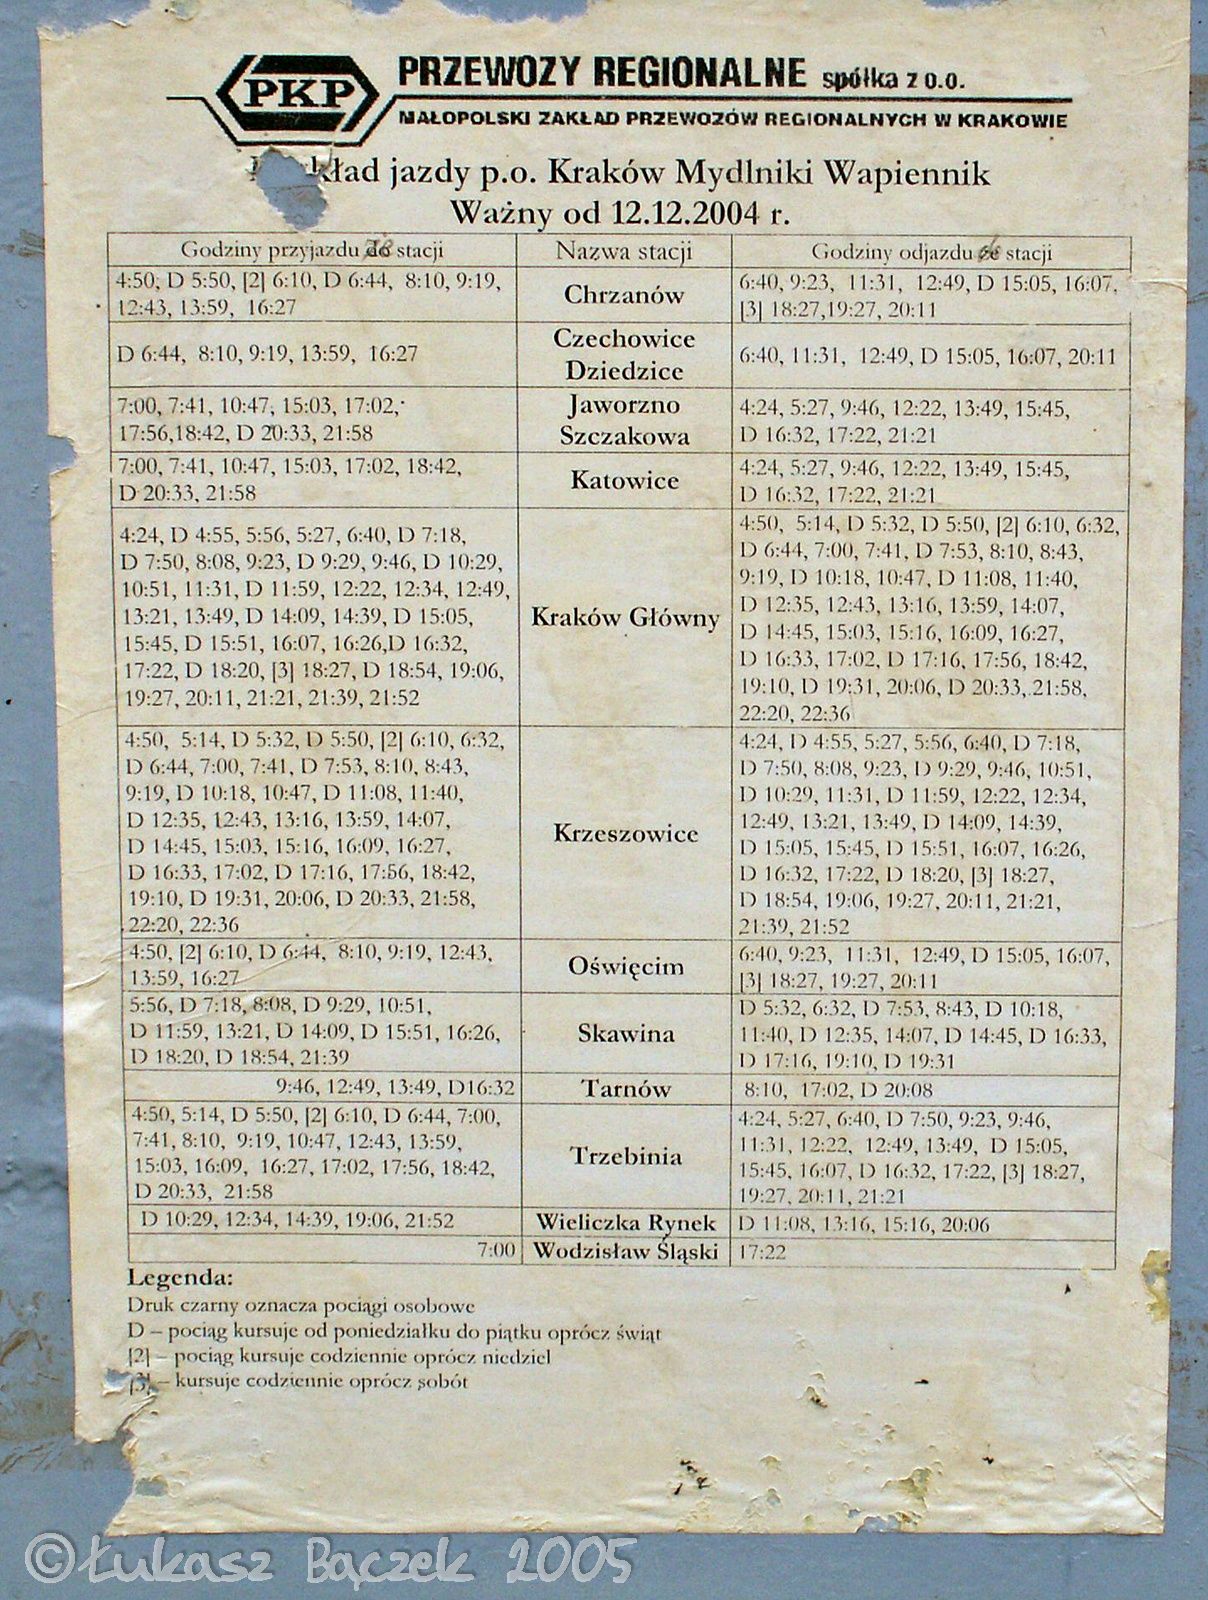 PKP
PRZEWOZY REGIONALNE spółka z o.o.
MAŁOPOLSKI ZAKŁAD PRZEWOZÓW REGIONALNYCH W KRAKOWIE
jazdy p.o. Kraków Mydlniki Wapiennik
Ważny od 12.12.2004 r.
Godziny przyjazdu stacji
Nazwa stacji
Godziny odjazdu stacji
4:50, D 5:50, [2] 6:10, D 6:44, 8:10, 9:19,
12:43, 13:59, 16:27
Chrzanów
6:40, 9:23, 11:31, 12:49, D 15:05, 16:07,
[3] 18:27,19:27, 20:11
D 6:44, 8:10, 9:19, 13:59, 16:27
Czechowice
Dziedzice
6:40, 11:31, 12:49, D 15:05, 16:07, 20:11
7:00, 7:41, 10:47, 15:03, 17:02,
17:56,18:42, D 20:33, 21:58
Jaworzno
Szczakowa
4:24, 5:27, 9:46, 12:22, 13:49, 15:45,
D 16:32, 17:22, 21:21
7:00, 7:41, 10:47, 15:03, 17:02, 18:42,
D 20:33, 21:58
Katowice
4:24, 5:27, 9:46, 12:22, 13:49, 15:45,
D 16:32, 17:22, 21:21
4:24, D 4:55, 5:56, 5:27, 6:40, D 7:18,
D 7:50, 8:08, 9:23, D 9:29, 9:46, D 10:29,
10:51, 11:31, D 11:59, 12:22, 12:34, 12:49,
13:21, 13:49, D 14:09, 14:39, D 15:05,
15:45, D 15:51, 16:07, 16:26,D 16:32,
17:22, D 18:20, [3] 18:27, D 18:54, 19:06,
19:27, 20:11, 21:21, 21:39, 21:52
Kraków Główny
4:50, 5:14, D 5:32, D 5:50, [2] 6:10, 6:32,
D 6:44, 7:00, 7:41, D 7:53, 8:10, 8:43,
9:19, D 10:18, 10:47, D 11:08, 11:40,
D 12:35, 12:43, 13:16, 13:59, 14:07,
D 14:45, 15:03, 15:16, 16:09, 16:27,
D 16:33, 17:02, D 17:16, 17:56, 18:42,
19:10, D 19:31, 20:06, D 20:33, 21:58,
22:20, 22:36
4:50, 5:14, D 5:32, D 5:50, [2] 6:10, 6:32,
D 6:44, 7:00, 7:41, D 7:53, 8:10, 8:43,
9:19, D 10:18, 10:47, D 11:08, 11:40,
D 12:35, 12:43, 13:16, 13:59, 14:07,
D 14:45, 15:03, 15:16, 16:09, 16:27,
D 16:33, 17:02, D 17:16, 17:56, 18:42,
19:10, D 19:31, 20:06, D 20:33, 21:58,
22:20, 22:36
Krzeszowice
4:24, D 4:55, 5:27, 5:56, 6:40, D 7:18,
D 7:50, 8:08, 9:23, D 9:29, 9:46, 10:51,
D 10:29, 11:31, D 11:59, 12:22, 12:34,
12:49, 13:21, 13:49, D 14:09, 14:39,
D 15:05, 15:45, D 15:51, 16:07, 16:26,
D 16:32, 17:22, D 18:20, [3] 18:27,
D 18:54, 19:06, 19:27, 20:11, 21:21,
21:39, 21:52
4:50, [2] 6:10, D 6:44, 8:10, 9:19, 12:43,
13:59, 16:27
Oświęcim
6:40, 9:23, 11:31, 12:49, D 15:05, 16:07,
[3] 18:27, 19:27, 20:11
5:56, D 7:18, 8:08, D 9:29, 10:51,
D 11:59, 13:21, D 14:09, D 15:51, 16:26,
D 18:20, D 18:54, 21:39
Skawina
D 5:32, 6:32, D 7:53, 8:43, D 10:18,
11:40, D 12:35, 14:07, D 14:45, D 16:33,
D 17:16, 19:10, D 19:31
9:46, 12:49, 13:49, D16:32
Tarnów
8:10, 17:02, D 20:08
4:50, 5:14, D 5:50, [2] 6:10, D 6:44, 7:00,
7:41, 8:10, 9:19, 10:47, 12:43, 13:59,
15:03, 16:09, 16:27, 17:02, 17:56, 18:42,
D 20:33, 21:58
Trzebinia
4:24, 5:27, 6:40, D 7:50, 9:23, 9:46,
11:31, 12:22, 12:49, 13:49, D 15:05,
15:45, 16:07, D 16:32, 17:22, [3] 18:27,
19:27, 20:11, 21:21
D 10:29, 12:34, 14:39, 19:06, 21:52
Wieliczka Rynek
D 11:08, 13:16, 15:16, 20:06
7:00
Wodzisław Śląski
17:22
Legenda:
Druk czarny oznacza pociągi osobowe
D – pociąg kursuje od poniedziałku do piątku oprócz świąt
[2] – pociąg kursuje codziennie oprócz niedziel
[3] – kursuje codziennie oprócz sobót
©Łukasz Bączek 2005